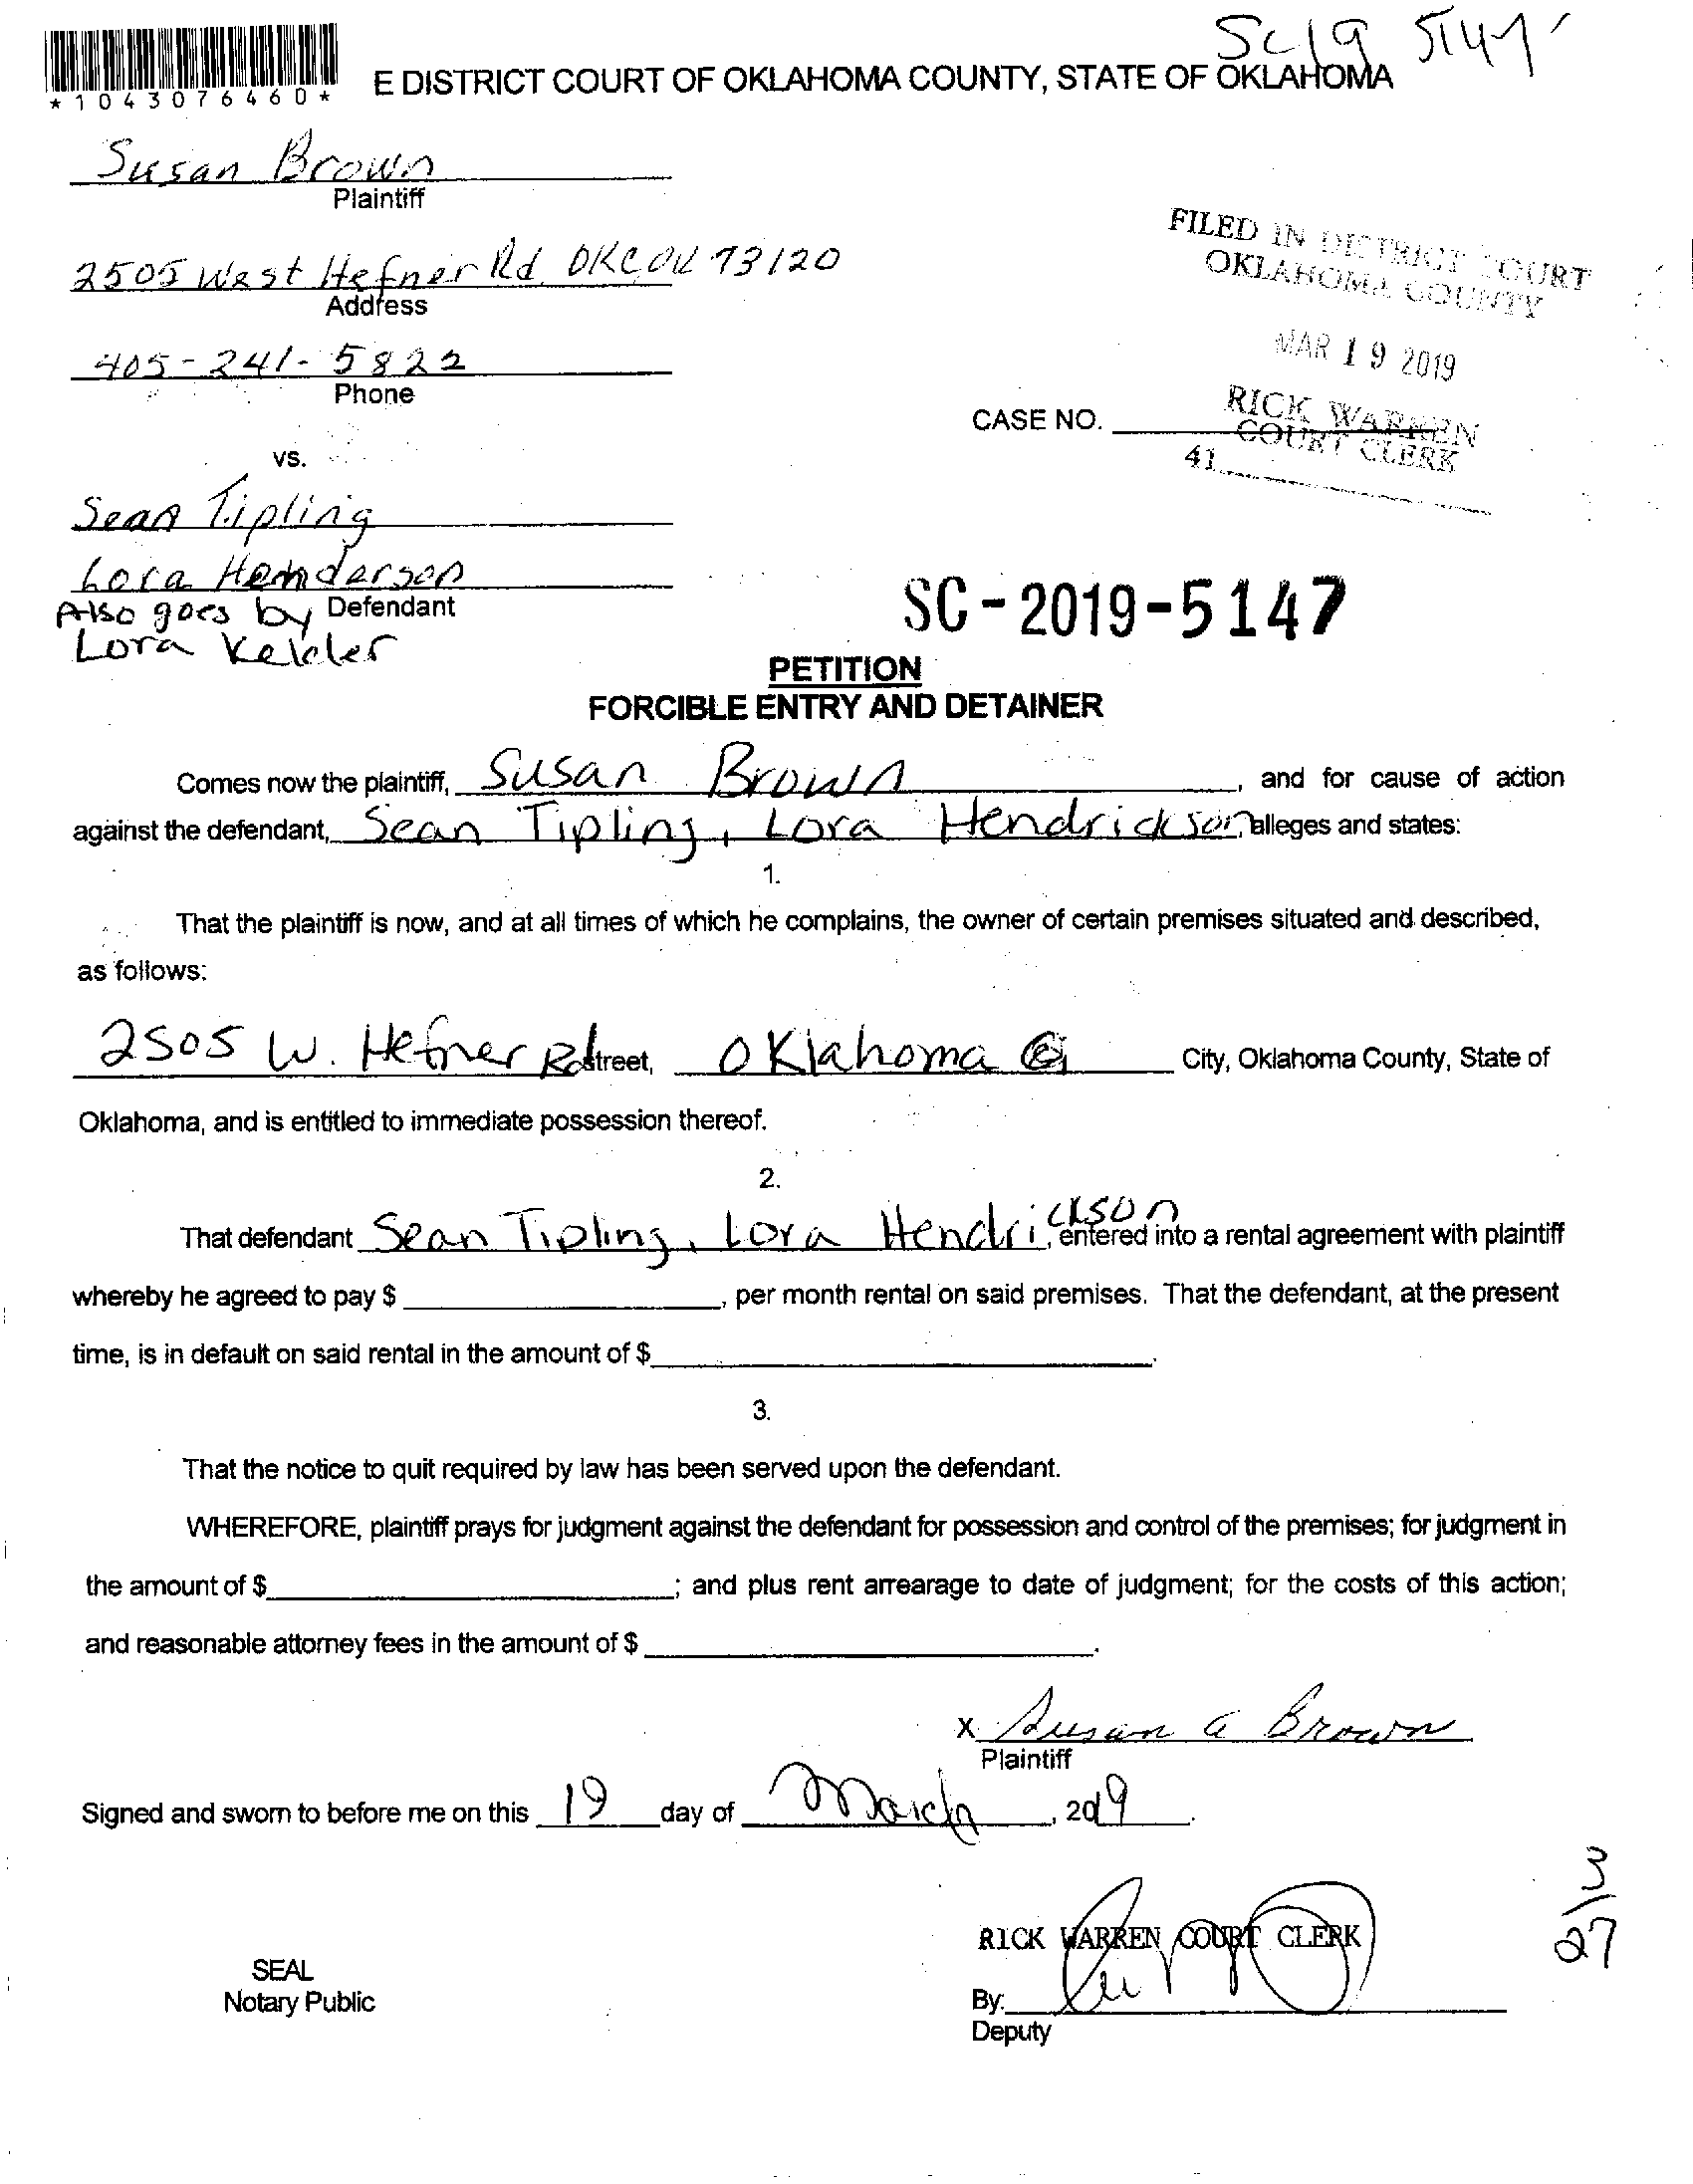 Sc19 5147
*1043076460*
E DISTRICT COURT OF OKLAHOMA COUNTY, STATE OF OKLAHOMA
Susan Brown
Plaintiff
2505 West Hefner Rd. OKC OK 73120
Address
405-241-5822
Phone
FILED IN DISTRICT COURT
OKLAHOMA COUNTY
MAR 19 2019
RICK WARREN
COURT CLERK
41
CASE NO.
vs.
Sean Tipling
Lora Henderson
Also goes by Defendant
Lora Kelder
SC-2019-5147
PETITION
FORCIBLE ENTRY AND DETAINER
Comes now the plaintiff, Susan Brown, and for cause of action
against the defendant, Sean Tipling, Lora Hendrickson, alleges and states:
1.
That the plaintiff is now, and at all times of which he complains, the owner of certain premises situated and described,
as follows:
2505 W. Hefner Rd Street, Oklahoma City, Oklahoma County, State of
Oklahoma, and is entitled to immediate possession thereof.
2.
That defendant Sean Tipling, Lora Hendrickson, entered into a rental agreement with plaintiff
whereby he agreed to pay $, per month rental on said premises. That the defendant, at the present
time, is in default on said rental in the amount of $.
3.
That the notice to quit required by law has been served upon the defendant.
WHEREFORE, plaintiff prays for judgment against the defendant for possession and control of the premises; for judgment in
the amount of $; and plus rent arrearage to date of judgment; for the costs of this action;
and reasonable attorney fees in the amount of $.
X Susan a Brown
Plaintiff
Signed and sworn to before me on this 19 day of March, 2019.
3/27
RICK WARREN COURT CLERK
SEAL
Notary Public
By:
Deputy